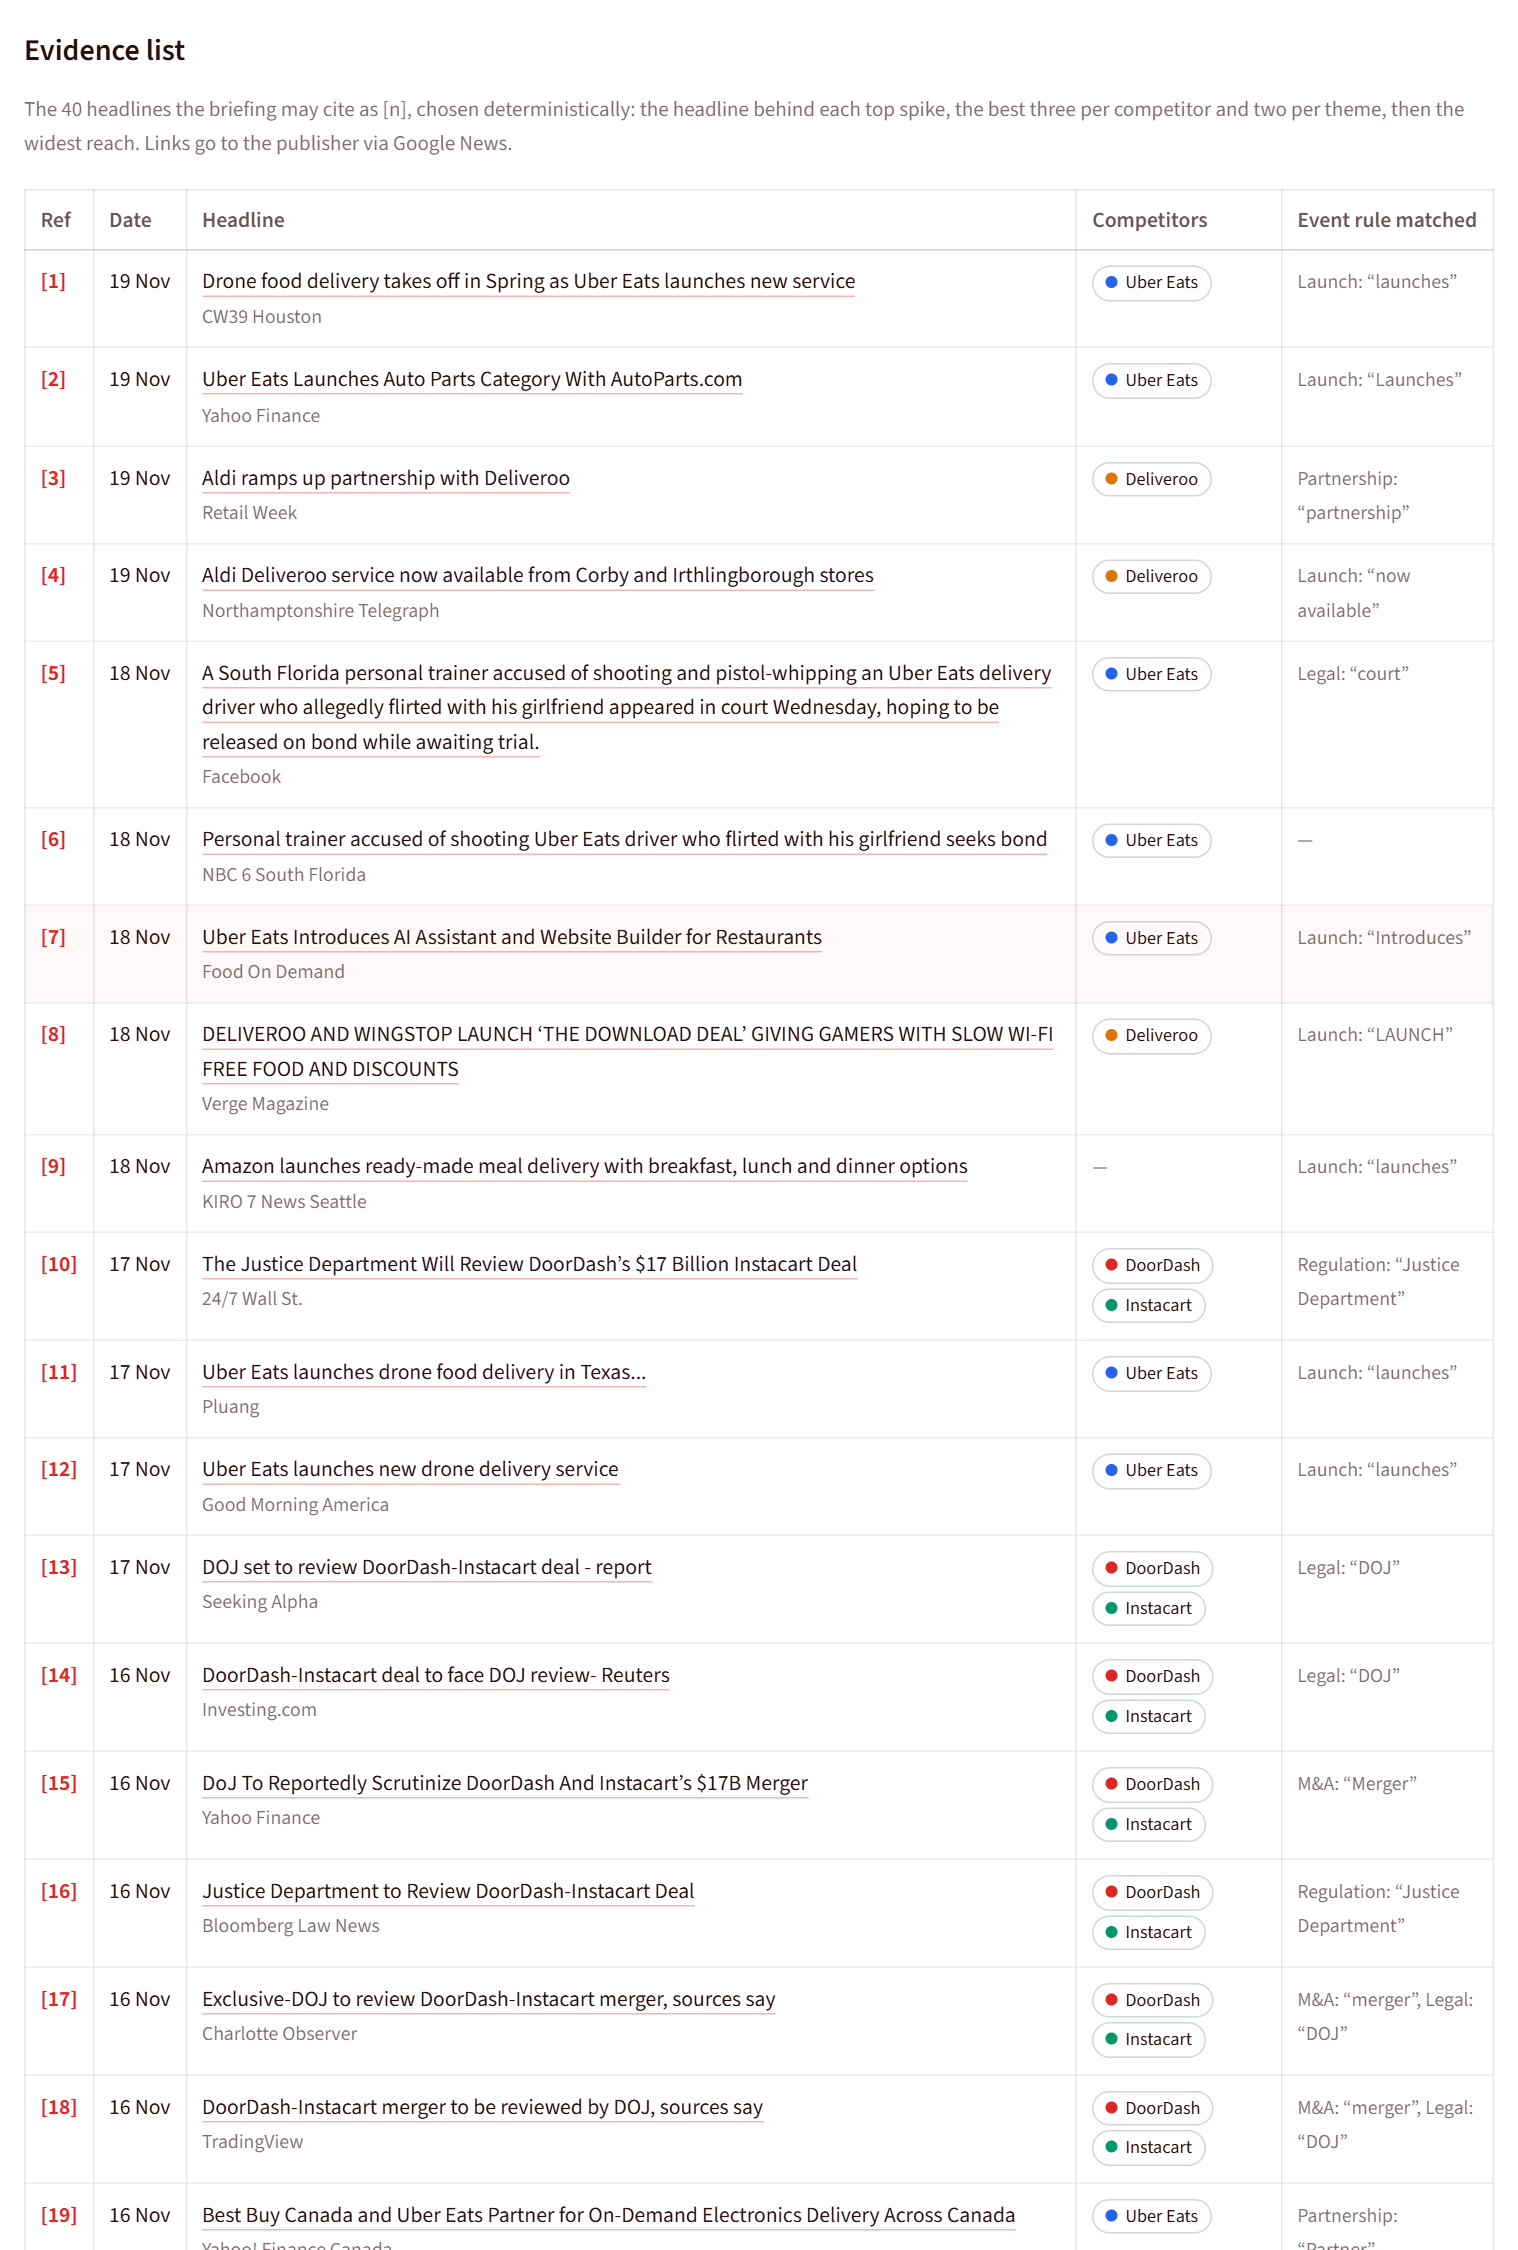 Evidence list
The 40 headlines the briefing may cite as [n], chosen deterministically: the headline behind each top spike, the best three per competitor and two per theme, then the
widest reach. Links go to the publisher via Google News.
Ref Date Headline Competitors Event rule matched
[1] 19 Nov Drone food delivery takes off in Spring as Uber Eats launches new service Uber Eats Launch: “launches”
CW39 Houston
[2] 19 Nov Uber Eats Launches Auto Parts Category With AutoParts.com Uber Eats Launch: “Launches”
Yahoo Finance
[3] 19 Nov Aldi ramps up partnership with Deliveroo Deliveroo Partnership:
Retail Week “partnership”
[4] 19 Nov Aldi Deliveroo service now available from Corby and Irthlingborough stores Deliveroo Launch: “now
Northamptonshire Telegraph available”
[5] 18 Nov A South Florida personal trainer accused of shooting and pistol-whipping an Uber Eats delivery Uber Eats Legal: “court”
driver who allegedly flirted with his girlfriend appeared in court Wednesday, hoping to be
released on bond while awaiting trial.
Facebook
[6] 18 Nov Personal trainer accused of shooting Uber Eats driver who flirted with his girlfriend seeks bond Uber Eats —
NBC 6 South Florida
[7] 18 Nov Uber Eats Introduces AI Assistant and Website Builder for Restaurants Uber Eats Launch: “Introduces”
Food On Demand
[8] 18 Nov DELIVEROO AND WINGSTOP LAUNCH ‘THE DOWNLOAD DEAL’ GIVING GAMERS WITH SLOW WI-FI Deliveroo Launch: “LAUNCH”
FREE FOOD AND DISCOUNTS
Verge Magazine
[9] 18 Nov Amazon launches ready-made meal delivery with breakfast, lunch and dinner options — Launch: “launches”
KIRO 7 News Seattle
[10] 17 Nov The Justice Department Will Review DoorDash’s $17 Billion Instacart Deal DoorDash Regulation: “Justice
24/7 Wall St. Instacart Department”
[11] 17 Nov Uber Eats launches drone food delivery in Texas... Uber Eats Launch: “launches”
Pluang
[12] 17 Nov Uber Eats launches new drone delivery service Uber Eats Launch: “launches”
Good Morning America
[13] 17 Nov DOJ set to review DoorDash-Instacart deal - report DoorDash Legal: “DOJ”
Seeking Alpha Instacart
[14] 16 Nov DoorDash-Instacart deal to face DOJ review- Reuters DoorDash Legal: “DOJ”
Investing.com Instacart
[15] 16 Nov DoJ To Reportedly Scrutinize DoorDash And Instacart’s $17B Merger DoorDash M&A: “Merger”
Yahoo Finance Instacart
[16] 16 Nov Justice Department to Review DoorDash-Instacart Deal DoorDash Regulation: “Justice
Bloomberg Law News Instacart Department”
[17] 16 Nov Exclusive-DOJ to review DoorDash-Instacart merger, sources say DoorDash M&A: “merger”, Legal:
Charlotte Observer Instacart “DOJ”
[18] 16 Nov DoorDash-Instacart merger to be reviewed by DOJ, sources say DoorDash M&A: “merger”, Legal:
TradingView Instacart “DOJ”
[19] 16 Nov Best Buy Canada and Uber Eats Partner for On-Demand Electronics Delivery Across Canada Uber Eats Partnership:
Yahoo! Finance Canada “Partner”